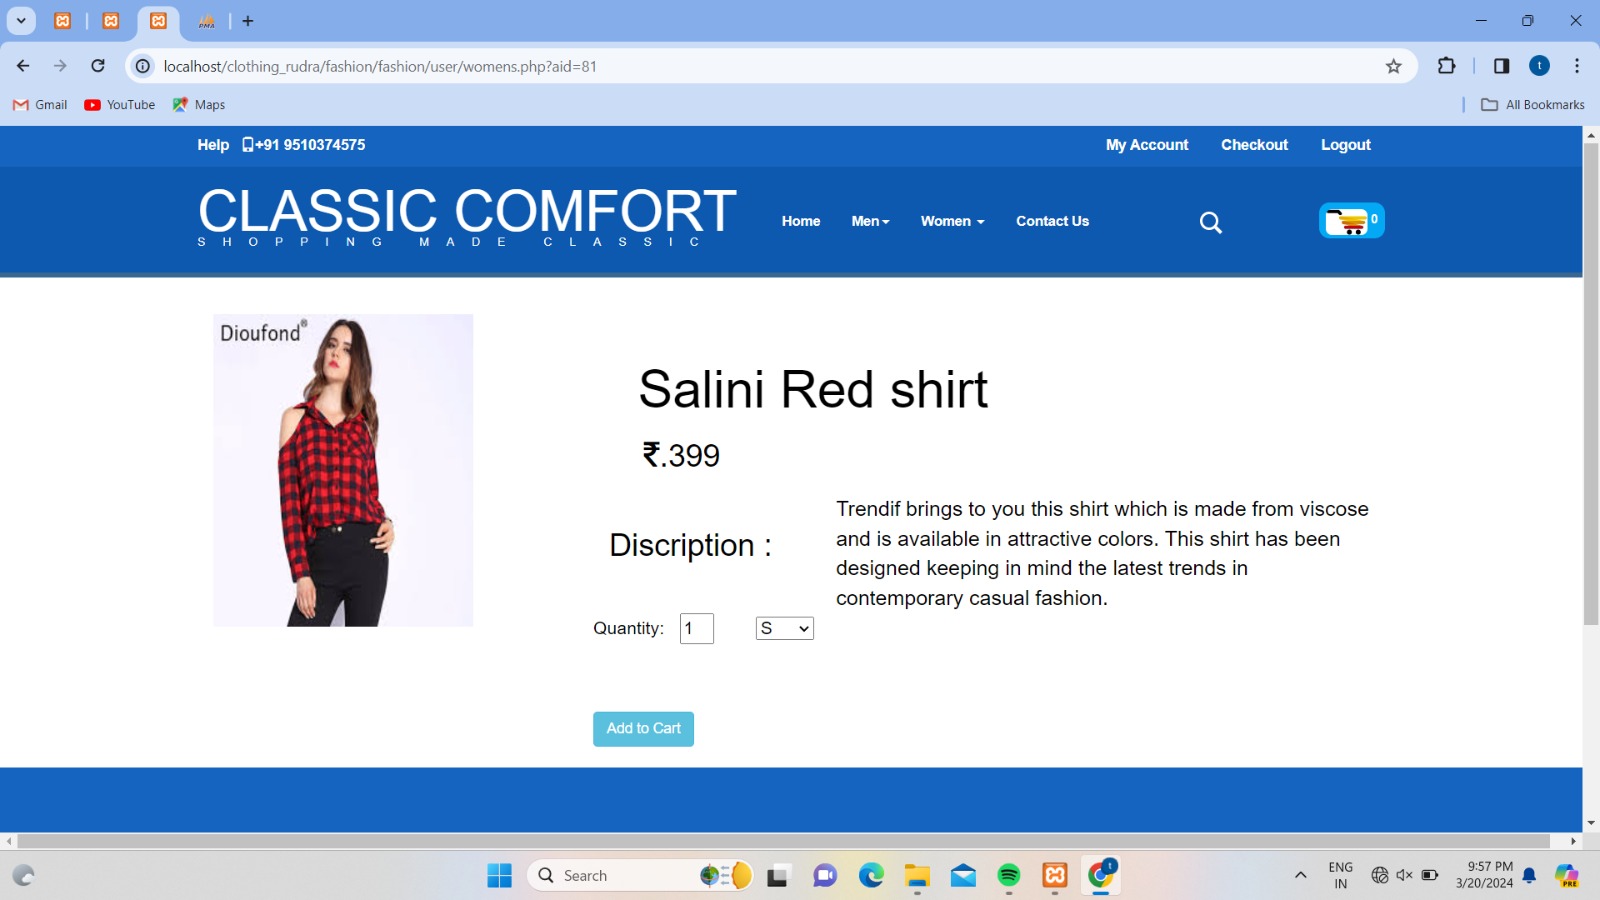 localhost/clothing_rudra/fashion/fashion/user/womens.php?aid=81
Gmail YouTube Maps All Bookmarks
Help +91 9510374575 My Account Checkout Logout
CLASSIC COMFORT
SHOPPING MADE CLASSIC
Home Men Women Contact Us 0
Dioufond®
Salini Red shirt
₹.399
Discription :
Trendif brings to you this shirt which is made from viscose
and is available in attractive colors. This shirt has been
designed keeping in mind the latest trends in
contemporary casual fashion.
Quantity: 1 S
Add to Cart
Search
ENG
IN
9:57 PM
3/20/2024
PRE
t
t
PMA